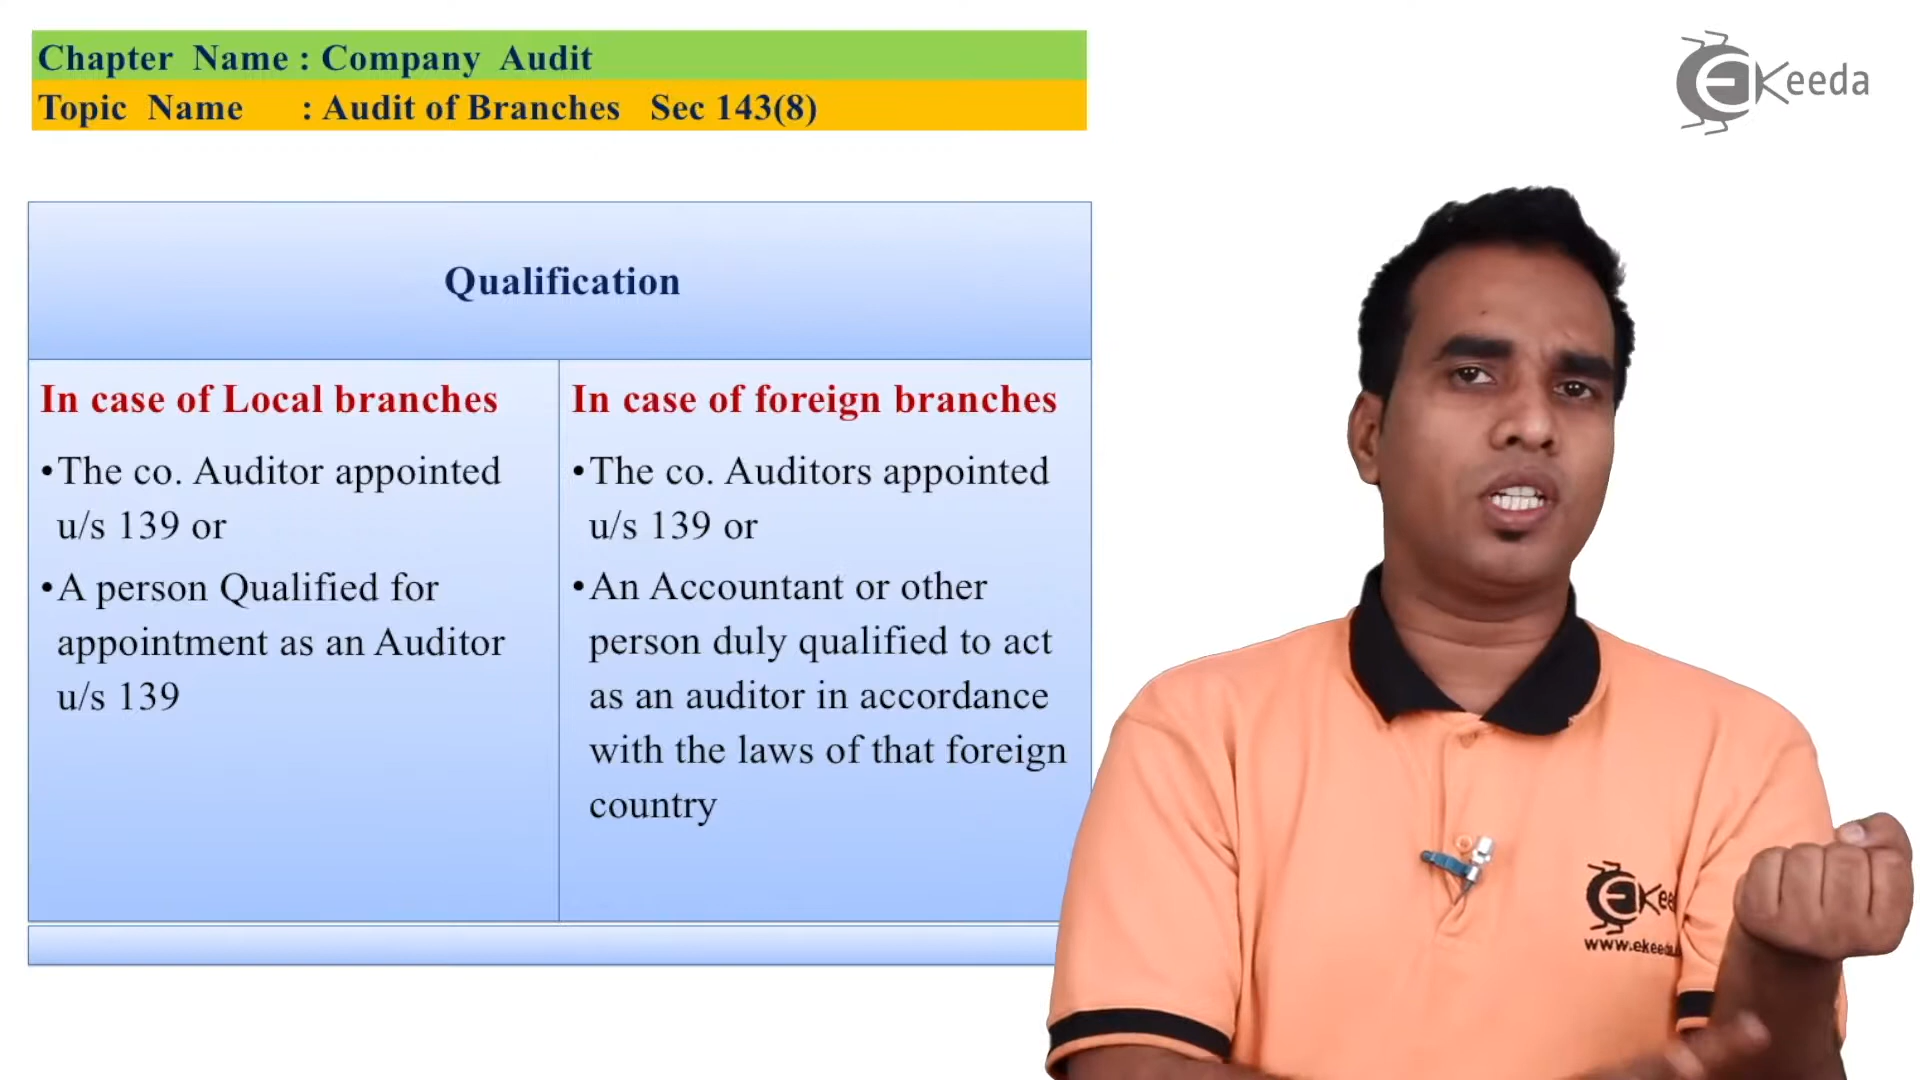 Chapter Name : Company Audit
Topic Name : Audit of Branches Sec 143(8)
EKeeda
Qualification
In case of Local branches
•The co. Auditor appointed
u/s 139 or
•A person Qualified for
appointment as an Auditor
u/s 139
In case of foreign branches
•The co. Auditors appointed
u/s 139 or
•An Accountant or other
person duly qualified to act
as an auditor in accordance
with the laws of that foreign
country